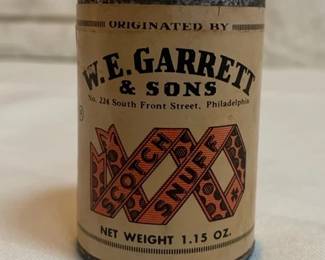 ORIGINATED BY
W.E. GARRETT
& SONS
No. 224 South Front Street, Philadelphia
®
SCOTCH
SNUFF
NET WEIGHT 1.15 OZ.